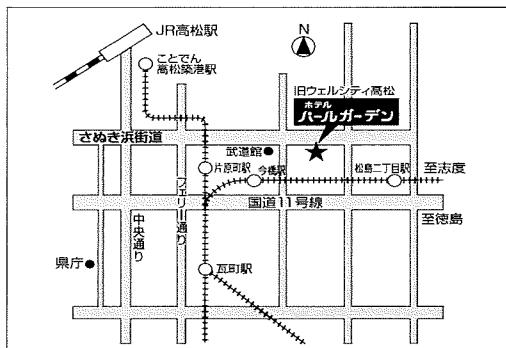 JR高松駅
ことでん
高松築港駅
N
旧ウェルシティ高松
ホテル
パールガーデン
さぬき浜街道
武道館
片原町駅
今橋駅
松島二丁目駅
至志度
フェリー通り
国道11号線
中央通り
至徳島
県庁
瓦町駅